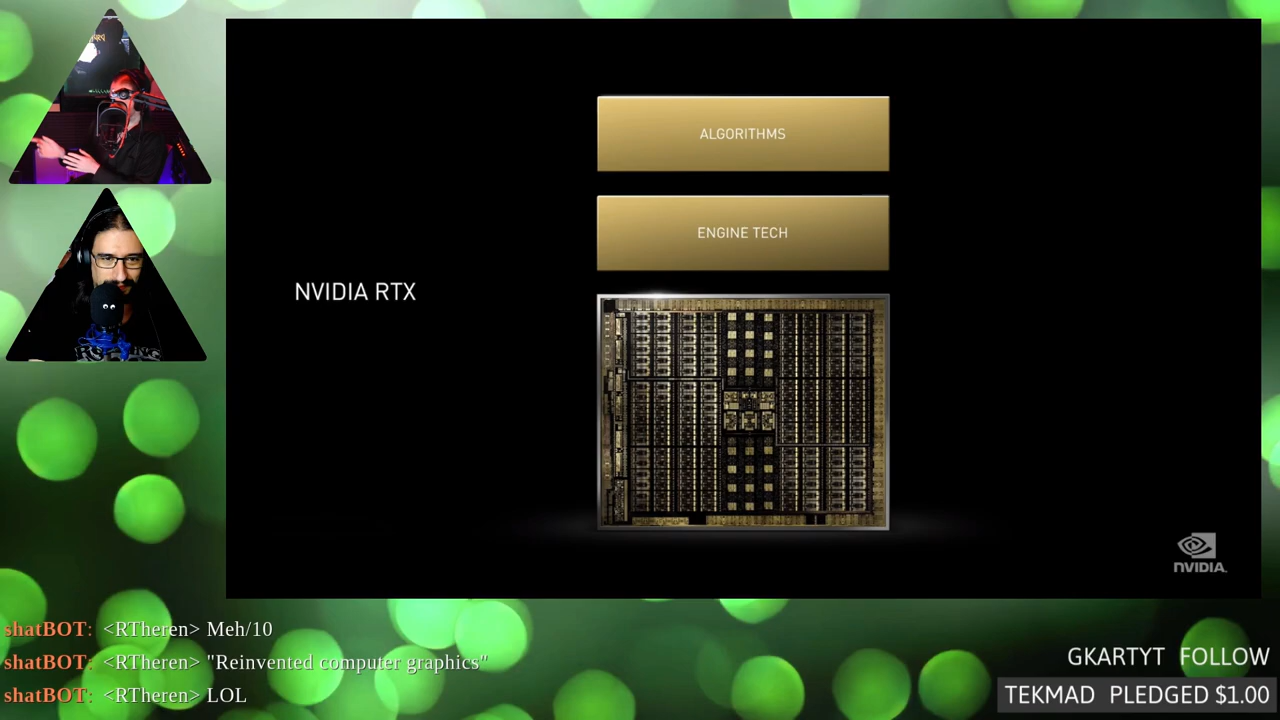 ALGORITHMS
ENGINE TECH
NVIDIA RTX
NVIDIA.
shatBOT: <RTheren> Meh/10
shatBOT: <RTheren> "Reinvented computer graphics"
shatBOT: <RTheren> LOL
GKARTYT FOLLOW
TEKMAD PLEDGED $1.00